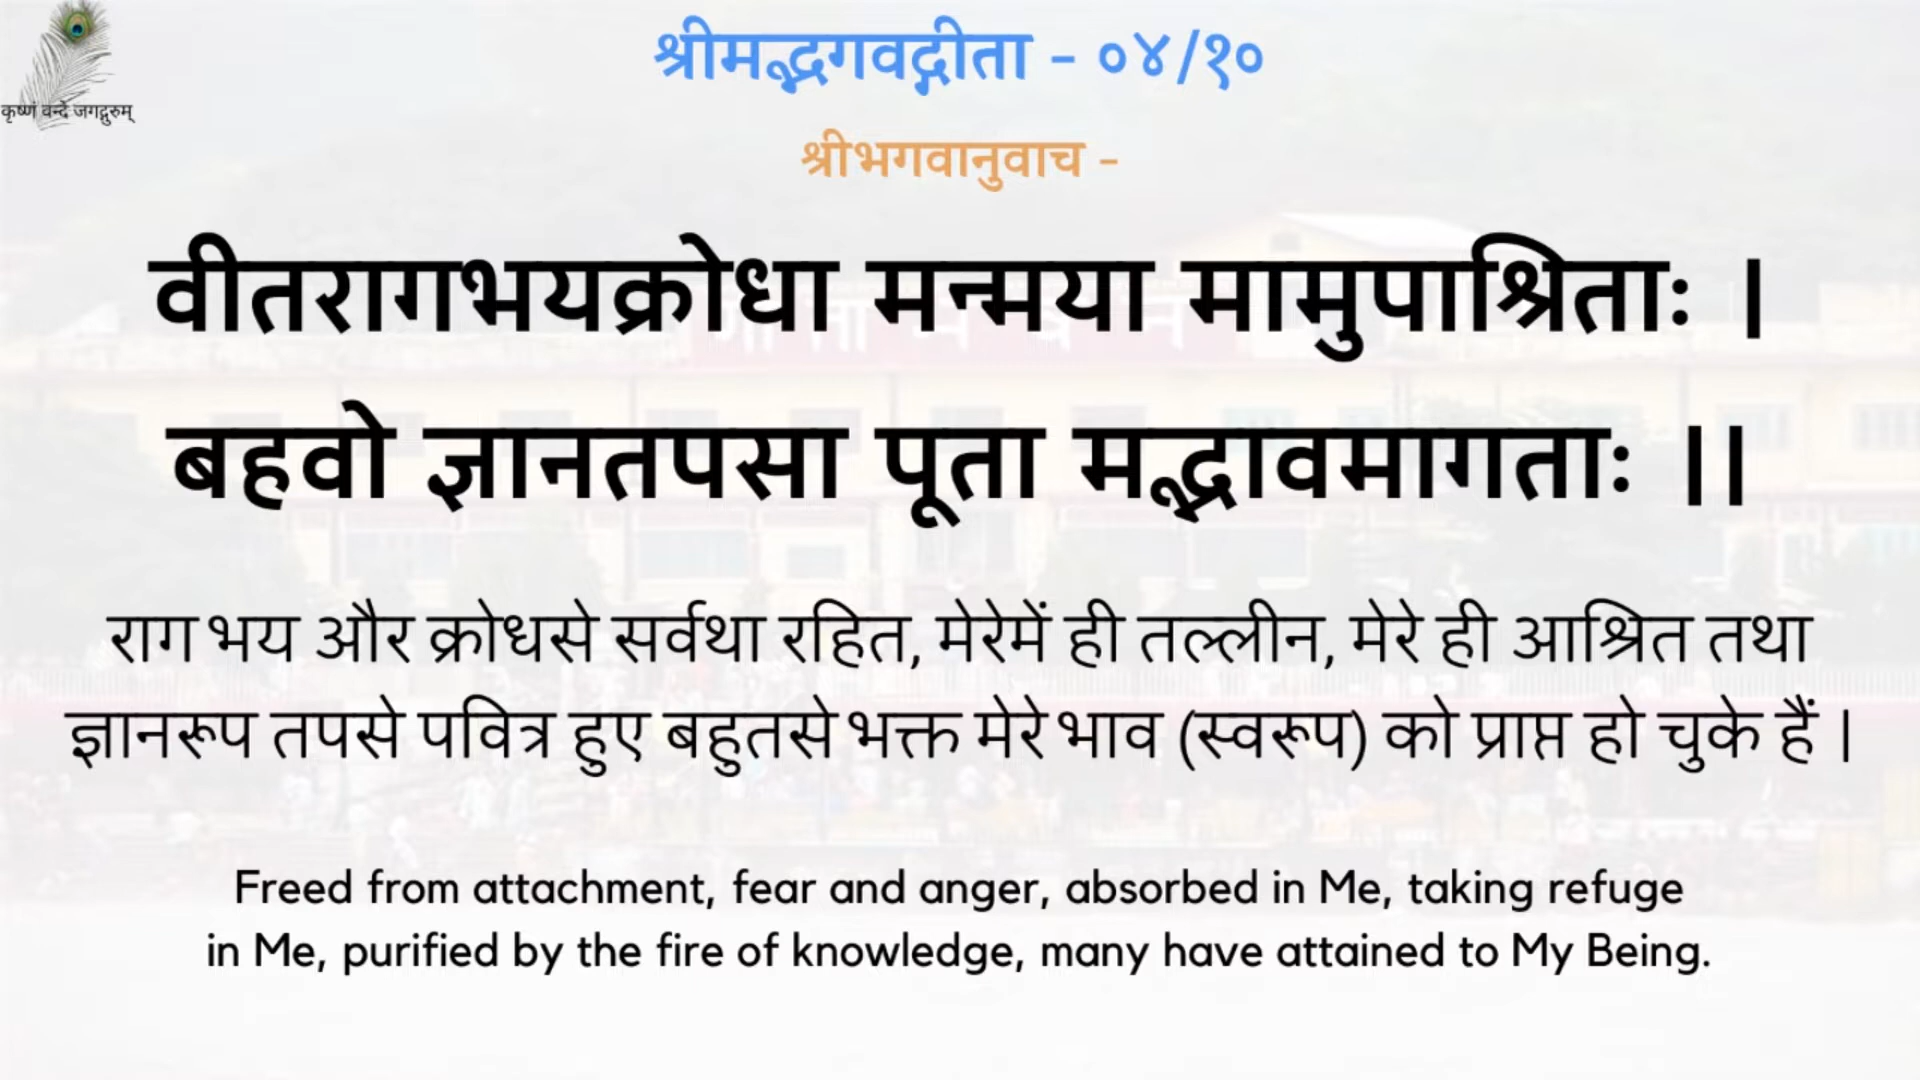 कृष्णं वन्दे जगद्गुरुम्
श्रीमद्भगवद्गीता - ०४/१०
श्रीभगवानुवाच -
वीतरागभयक्रोधा मन्मया मामुपाश्रिताः |
बहवो ज्ञानतपसा पूता मद्भावमागताः ||
राग भय और क्रोधसे सर्वथा रहित, मेरेमें ही तल्लीन, मेरे ही आश्रित तथा
ज्ञानरूप तपसे पवित्र हुए बहुतसे भक्त मेरे भाव (स्वरूप) को प्राप्त हो चुके हैं |
Freed from attachment, fear and anger, absorbed in Me, taking refuge
in Me, purified by the fire of knowledge, many have attained to My Being.